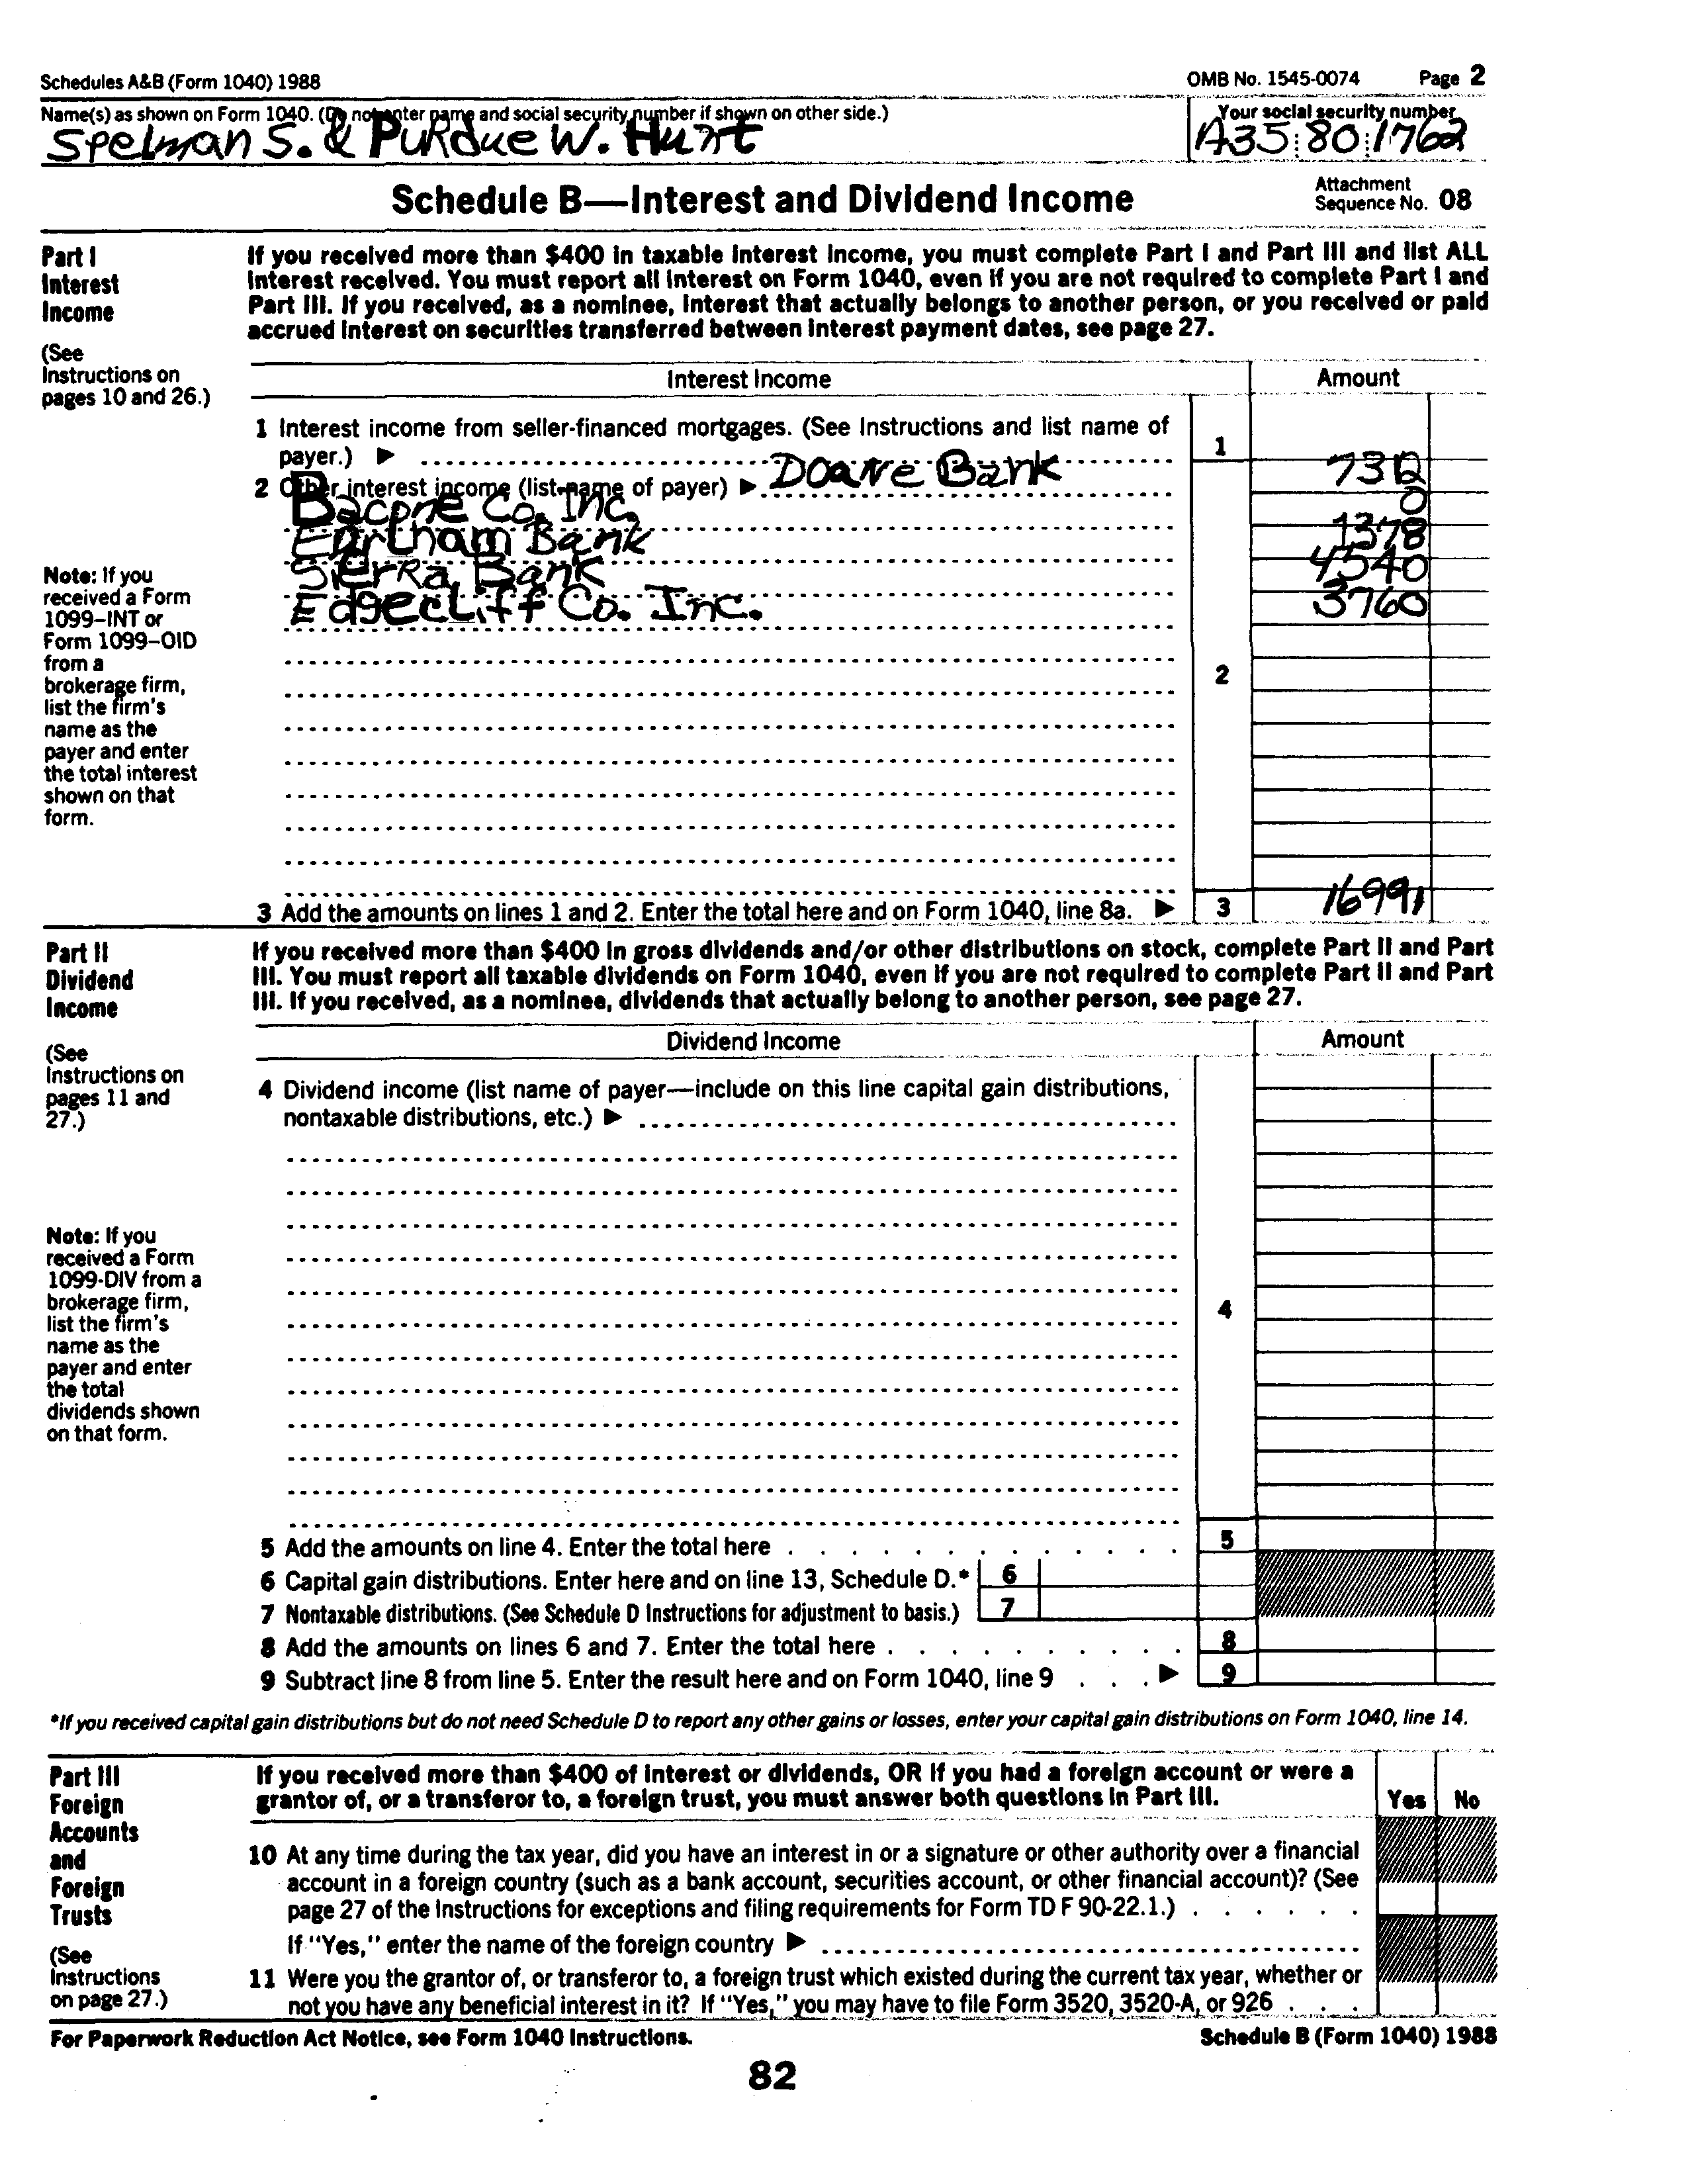 Schedules A&B (Form 1040) 1988 OMB No. 1545-0074 Page 2
Name(s) as shown on Form 1040. (Do not enter name and social security number if shown on other side.) Your social security number
Spelman S. & Purdue W. Hunt A35:80:1762
Schedule B—Interest and Dividend Income
Attachment
Sequence No. 08
Part I
Interest
Income
(See
Instructions on
pages 10 and 26.)
If you received more than $400 in taxable interest income, you must complete Part I and Part III and list ALL
interest received. You must report all interest on Form 1040, even if you are not required to complete Part I and
Part III. If you received, as a nominee, interest that actually belongs to another person, or you received or paid
accrued interest on securities transferred between interest payment dates, see page 27.
Interest Income Amount
1 Interest income from seller-financed mortgages. (See Instructions and list name of
payer.) ▶ 1
2 Other interest income (list name of payer) ▶ Doane Bank 7312
Bacone Co. Inc. 0
Earlham Bank 1378
Sierra Bank 4540
Edgecliff Co. Inc. 3760
2
Note: If you
received a Form
1099–INT or
Form 1099–OID
from a
brokerage firm,
list the firm's
name as the
payer and enter
the total interest
shown on that
form.
3 Add the amounts on lines 1 and 2. Enter the total here and on Form 1040, line 8a. ▶ 3 16991
Part II
Dividend
Income
(See
Instructions on
pages 11 and
27.)
If you received more than $400 in gross dividends and/or other distributions on stock, complete Part II and Part
III. You must report all taxable dividends on Form 1040, even if you are not required to complete Part II and Part
III. If you received, as a nominee, dividends that actually belong to another person, see page 27.
Dividend Income Amount
4 Dividend income (list name of payer—include on this line capital gain distributions,
nontaxable distributions, etc.) ▶
4
Note: If you
received a Form
1099-DIV from a
brokerage firm,
list the firm's
name as the
payer and enter
the total
dividends shown
on that form.
5 Add the amounts on line 4. Enter the total here . . . . . . . . . . . . . 5
6 Capital gain distributions. Enter here and on line 13, Schedule D.* 6
7 Nontaxable distributions. (See Schedule D Instructions for adjustment to basis.) 7
8 Add the amounts on lines 6 and 7. Enter the total here . . . . . . . . . . 8
9 Subtract line 8 from line 5. Enter the result here and on Form 1040, line 9 . . . ▶ 9
*If you received capital gain distributions but do not need Schedule D to report any other gains or losses, enter your capital gain distributions on Form 1040, line 14.
Part III
Foreign
Accounts
and
Foreign
Trusts
(See
Instructions
on page 27.)
If you received more than $400 of interest or dividends, OR if you had a foreign account or were a
grantor of, or a transferor to, a foreign trust, you must answer both questions in Part III.
Yes No
10 At any time during the tax year, did you have an interest in or a signature or other authority over a financial
account in a foreign country (such as a bank account, securities account, or other financial account)? (See
page 27 of the Instructions for exceptions and filing requirements for Form TD F 90-22.1.) . . . . . .
If "Yes," enter the name of the foreign country ▶
11 Were you the grantor of, or transferor to, a foreign trust which existed during the current tax year, whether or
not you have any beneficial interest in it? If "Yes," you may have to file Form 3520, 3520-A, or 926 . . .
For Paperwork Reduction Act Notice, see Form 1040 Instructions. Schedule B (Form 1040) 1988
82